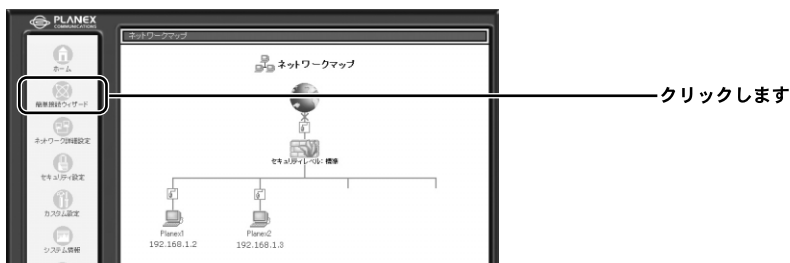 PLANEX
COMMUNICATIONS
ネットワークマップ
ネットワークマップ
ホーム
簡単接続ウィザード
クリックします
ネットワーク詳細設定
セキュリティレベル: 標準
セキュリティ設定
カスタム設定
Planex1
Planex2
192.168.1.2
192.168.1.3
システム情報